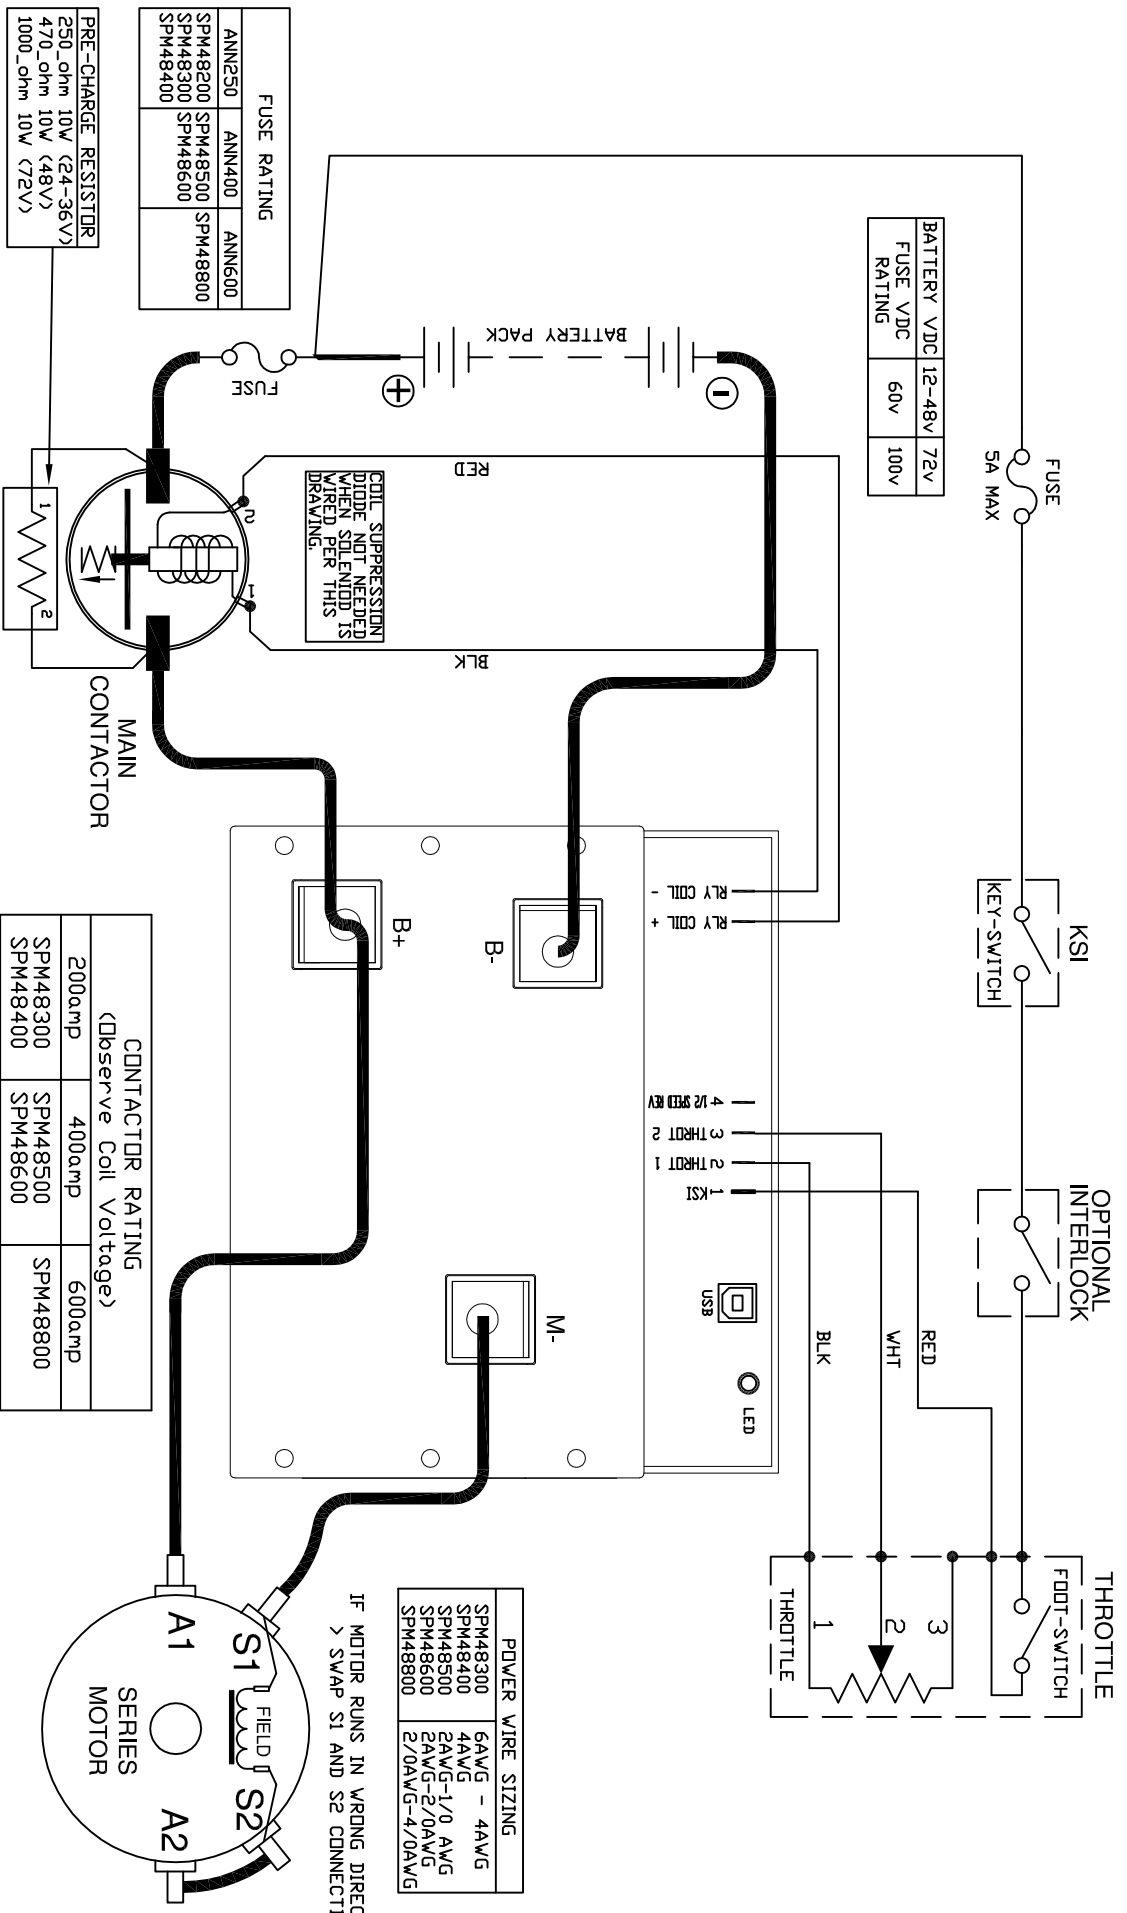 THROTTLE
FOOT-SWITCH
3
2
1
THROTTLE
OPTIONAL
INTERLOCK
KSI
KEY-SWITCH
FUSE
5A MAX
BATTERY VDC 12-48v 72v
FUSE VDC RATING 60v 100v
RED
WHT
BLK
LED
USB
1 KSI
2 THROT 1
3 THROT 2
4 1/2 SPEED REV
RLY COIL +
RLY COIL -
BATTERY PACK
-
+
FUSE
RED
BLK
COIL SUPPRESSION
DIODE NOT NEEDED
WHEN SOLENIOD IS
WIRED PER THIS
DRAWING.
2
1
1
2
MAIN
CONTACTOR
B-
B+
M-
FUSE RATING
ANN250 ANN400 ANN600
SPM48200 SPM48500 SPM48800
SPM48300 SPM48600
SPM48400
PRE-CHARGE RESISTOR
250_ohm 10W (24-36V)
470_ohm 10W (48V)
1000_ohm 10W (72V)
CONTACTOR RATING
(Observe Coil Voltage)
200amp 400amp 600amp
SPM48300 SPM48500 SPM48800
SPM48400 SPM48600
POWER WIRE SIZING
SPM48300 6AWG - 4AWG
SPM48400 4AWG
SPM48500 2AWG-1/0 AWG
SPM48600 2AWG-2/0AWG
SPM48800 2/0AWG-4/0AWG
IF MOTOR RUNS IN WRONG DIREC
> SWAP S1 AND S2 CONNECTI
S1
A1
FIELD
SERIES
MOTOR
S2
A2